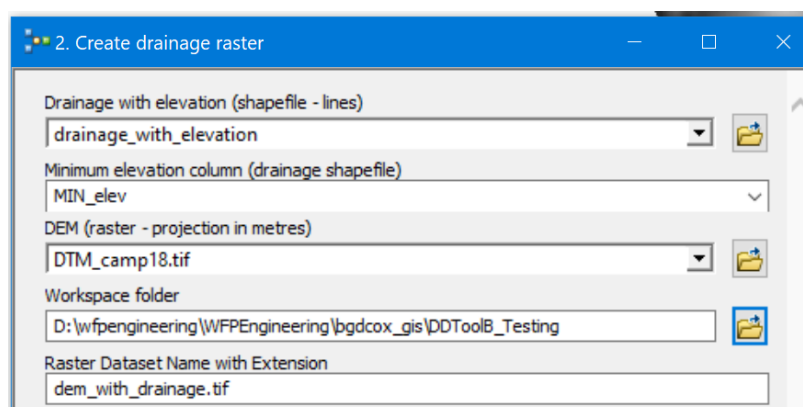 2. Create drainage raster
Drainage with elevation (shapefile - lines)
drainage_with_elevation
Minimum elevation column (drainage shapefile)
MIN_elev
DEM (raster - projection in metres)
DTM_camp18.tif
Workspace folder
D:\wfpengineering\WFPEngineering\bgdcox_gis\DDToolB_Testing
Raster Dataset Name with Extension
dem_with_drainage.tif